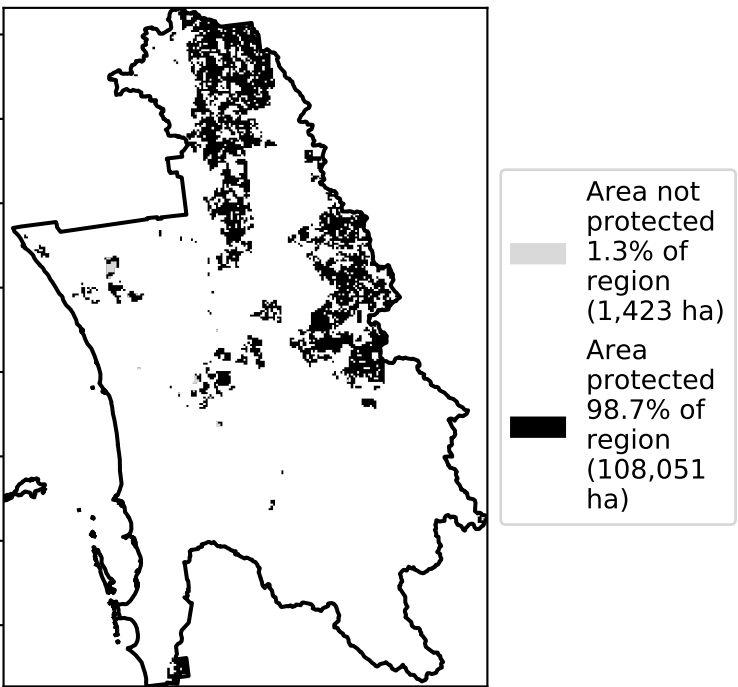 Area not
protected
1.3% of
region
(1,423 ha)
Area
protected
98.7% of
region
(108,051
ha)